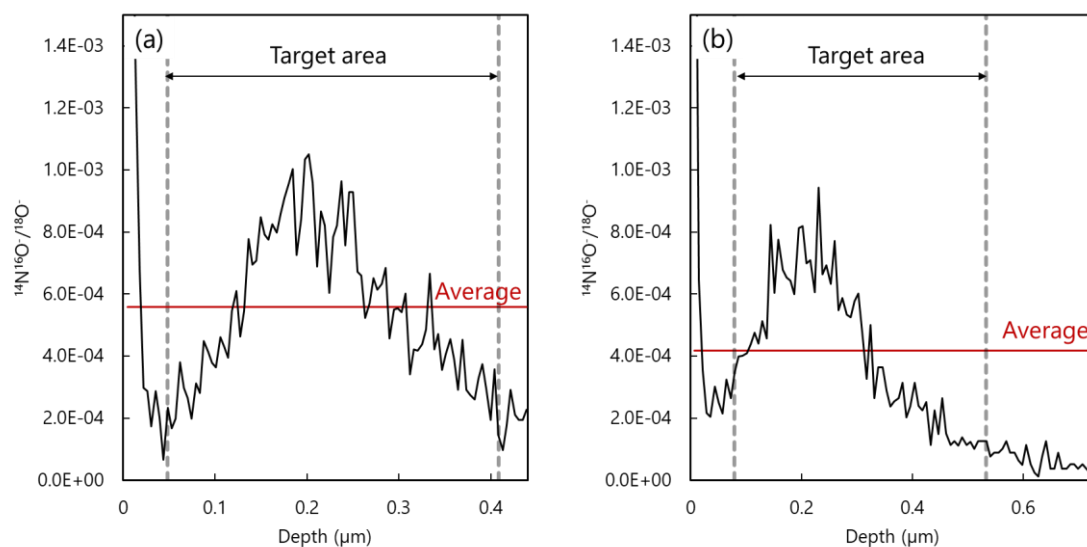 (a)
Target area
1.4E-03
1.2E-03
1.0E-03
8.0E-04
6.0E-04
4.0E-04
2.0E-04
0.0E+00
¹⁴N¹⁶O⁻/¹⁸O⁻
Average
0
0.1
0.2
0.3
0.4
Depth (μm)
(b)
Target area
1.4E-03
1.2E-03
1.0E-03
8.0E-04
6.0E-04
4.0E-04
2.0E-04
0.0E+00
¹⁴N¹⁶O⁻/¹⁸O⁻
Average
0
0.2
0.4
0.6
Depth (μm)